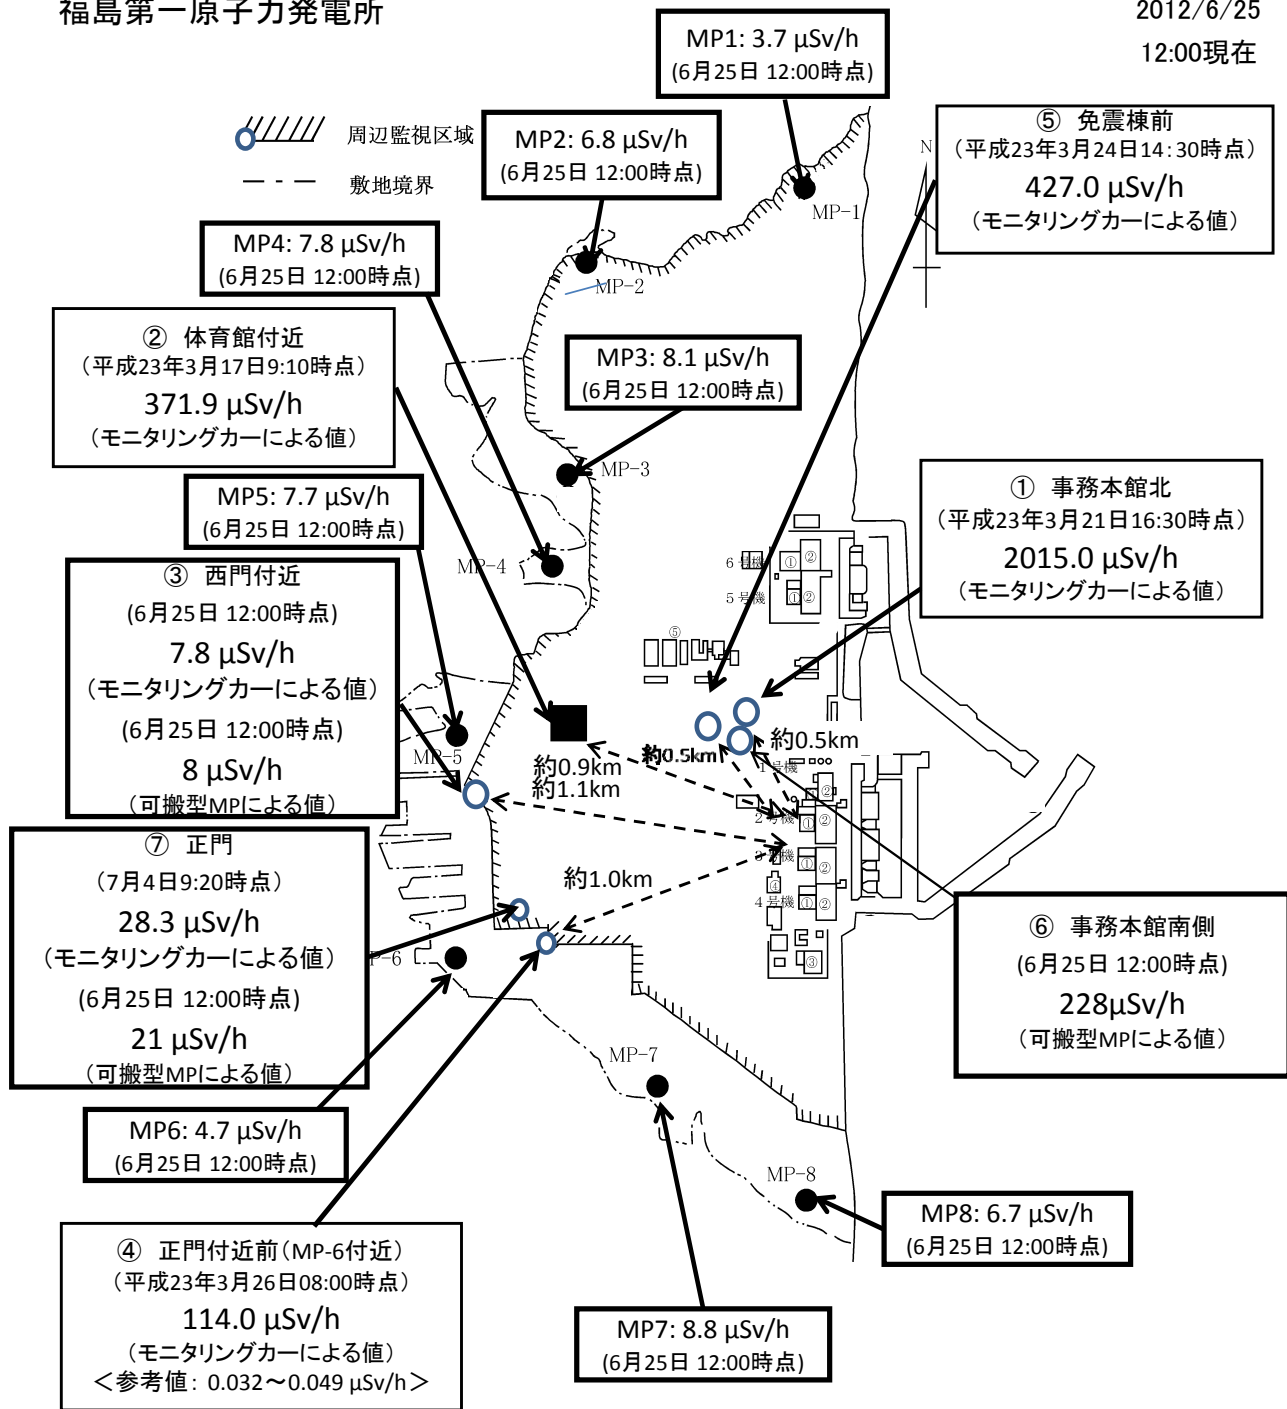 福島第一原子力発電所
2012/6/25
12:00現在
周辺監視区域
敷地境界
MP1: 3.7 μSv/h
(6月25日 12:00時点)
MP2: 6.8 μSv/h
(6月25日 12:00時点)
⑤ 免震棟前
(平成23年3月24日14:30時点)
427.0 μSv/h
(モニタリングカーによる値)
N
MP-1
MP4: 7.8 μSv/h
(6月25日 12:00時点)
MP-2
② 体育館付近
(平成23年3月17日9:10時点)
371.9 μSv/h
(モニタリングカーによる値)
MP3: 8.1 μSv/h
(6月25日 12:00時点)
MP-3
MP5: 7.7 μSv/h
(6月25日 12:00時点)
① 事務本館北
(平成23年3月21日16:30時点)
2015.0 μSv/h
(モニタリングカーによる値)
MP-4
6号機
① ②
5号機
① ②
⑤
③ 西門付近
(6月25日 12:00時点)
7.8 μSv/h
(モニタリングカーによる値)
(6月25日 12:00時点)
8 μSv/h
(可搬型MPによる値)
MP-5
約0.9km
約1.1km
約0.5km
約0.5km
1号機
②
2号機
① ②
3号機
① ②
④
4号機
① ②
③
約1.0km
⑦ 正門
(7月4日9:20時点)
28.3 μSv/h
(モニタリングカーによる値)
(6月25日 12:00時点)
21 μSv/h
(可搬型MPによる値)
P-6
⑥ 事務本館南側
(6月25日 12:00時点)
228μSv/h
(可搬型MPによる値)
MP-7
MP6: 4.7 μSv/h
(6月25日 12:00時点)
MP-8
MP8: 6.7 μSv/h
(6月25日 12:00時点)
④ 正門付近前(MP-6付近)
(平成23年3月26日08:00時点)
114.0 μSv/h
(モニタリングカーによる値)
<参考値: 0.032~0.049 μSv/h>
MP7: 8.8 μSv/h
(6月25日 12:00時点)